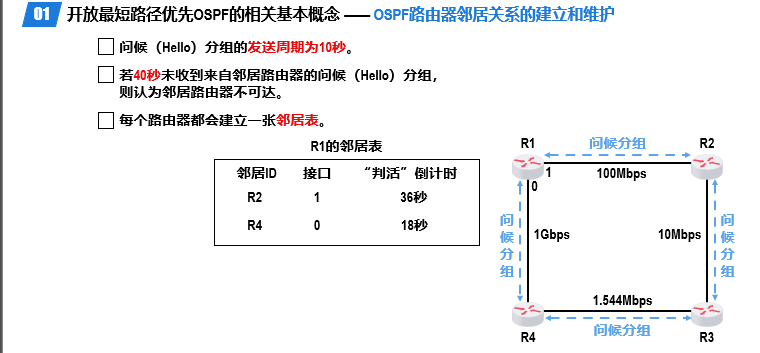 01 开放最短路径优先OSPF的相关基本概念 —— OSPF路由器邻居关系的建立和维护
问候（Hello）分组的发送周期为10秒。
若40秒未收到来自邻居路由器的问候（Hello）分组，
则认为邻居路由器不可达。
每个路由器都会建立一张邻居表。
R1的邻居表
邻居ID 接口 “判活”倒计时
R2 1 36秒
R4 0 18秒
R1 问候分组 R2
1 100Mbps
0
问候分组 1Gbps 10Mbps 问候分组
1.544Mbps
问候分组
R4 R3